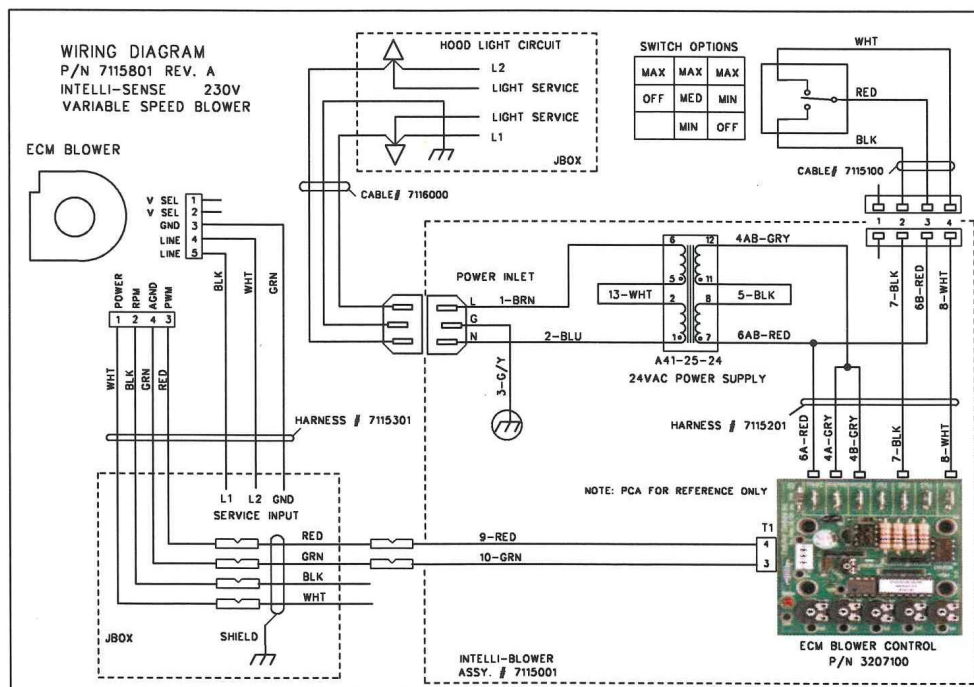 WIRING DIAGRAM
P/N 7115801 REV. A
INTELLI-SENSE 230V
VARIABLE SPEED BLOWER
ECM BLOWER
V SEL 1
V SEL 2
GND 3
LINE 4
LINE 5
POWER
RPM
AGND
PWM
1 2 4 3
WHT
BLK
GRN
RED
BLK
WHT
GRN
HARNESS # 7115301
L1 L2 GND
SERVICE INPUT
RED
GRN
BLK
WHT
SHIELD
JBOX
HOOD LIGHT CIRCUIT
L2
LIGHT SERVICE
LIGHT SERVICE
L1
JBOX
CABLE# 7116000
SWITCH OPTIONS
MAX MAX MAX
OFF MED MIN
MIN OFF
WHT
RED
BLK
CABLE# 7115100
1 2 3 4
POWER INLET
L
G
N
1-BRN
2-BLU
3-G/Y
6 12
5 11
2 8
1 7
13-WHT
4AB-GRY
5-BLK
6AB-RED
A41-25-24
24VAC POWER SUPPLY
7-BLK
6B-RED
8-WHT
HARNESS # 7115201
6A-RED
4A-GRY
4B-GRY
7-BLK
8-WHT
NOTE: PCA FOR REFERENCE ONLY
T1
4
3
9-RED
10-GRN
ECM BLOWER CONTROL
P/N 3207100
INTELLI-BLOWER
ASSY. # 7115001